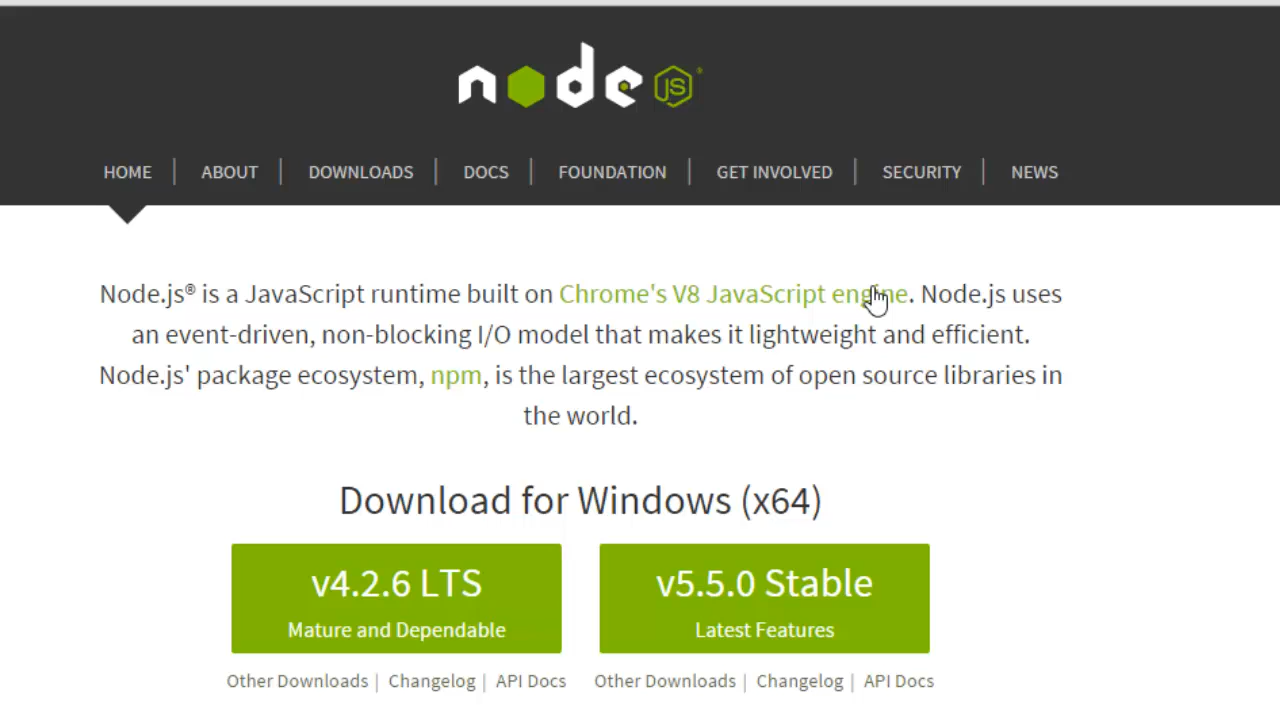 node JS®
HOME | ABOUT | DOWNLOADS | DOCS | FOUNDATION | GET INVOLVED | SECURITY | NEWS
Node.js® is a JavaScript runtime built on Chrome's V8 JavaScript engine. Node.js uses
an event-driven, non-blocking I/O model that makes it lightweight and efficient.
Node.js' package ecosystem, npm, is the largest ecosystem of open source libraries in
the world.
Download for Windows (x64)
v4.2.6 LTS
Mature and Dependable
v5.5.0 Stable
Latest Features
Other Downloads | Changelog | API Docs
Other Downloads | Changelog | API Docs